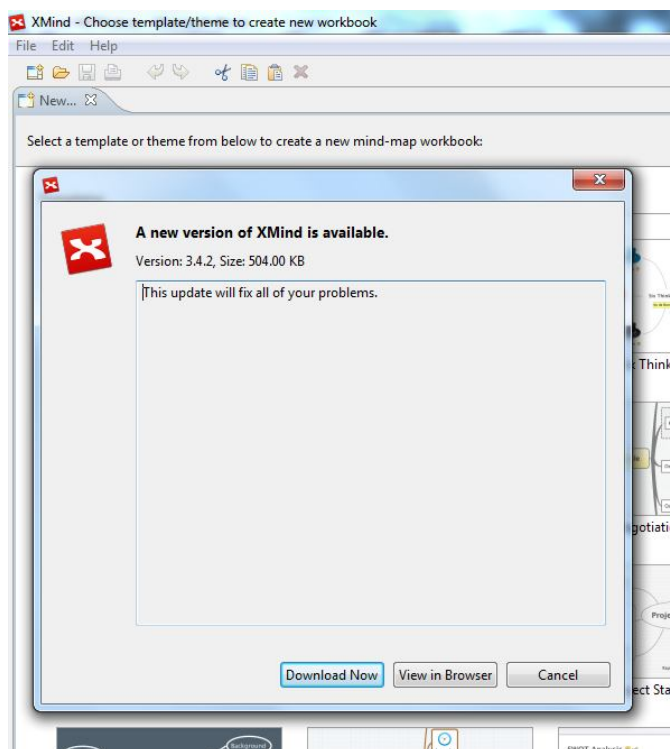 XMind - Choose template/theme to create new workbook
File Edit Help
New...
Select a template or theme from below to create a new mind-map workbook:
A new version of XMind is available.
Version: 3.4.2, Size: 504.00 KB
This update will fix all of your problems.
Think
gotiati
Proje
ect Sta
Download Now View in Browser Cancel
Background